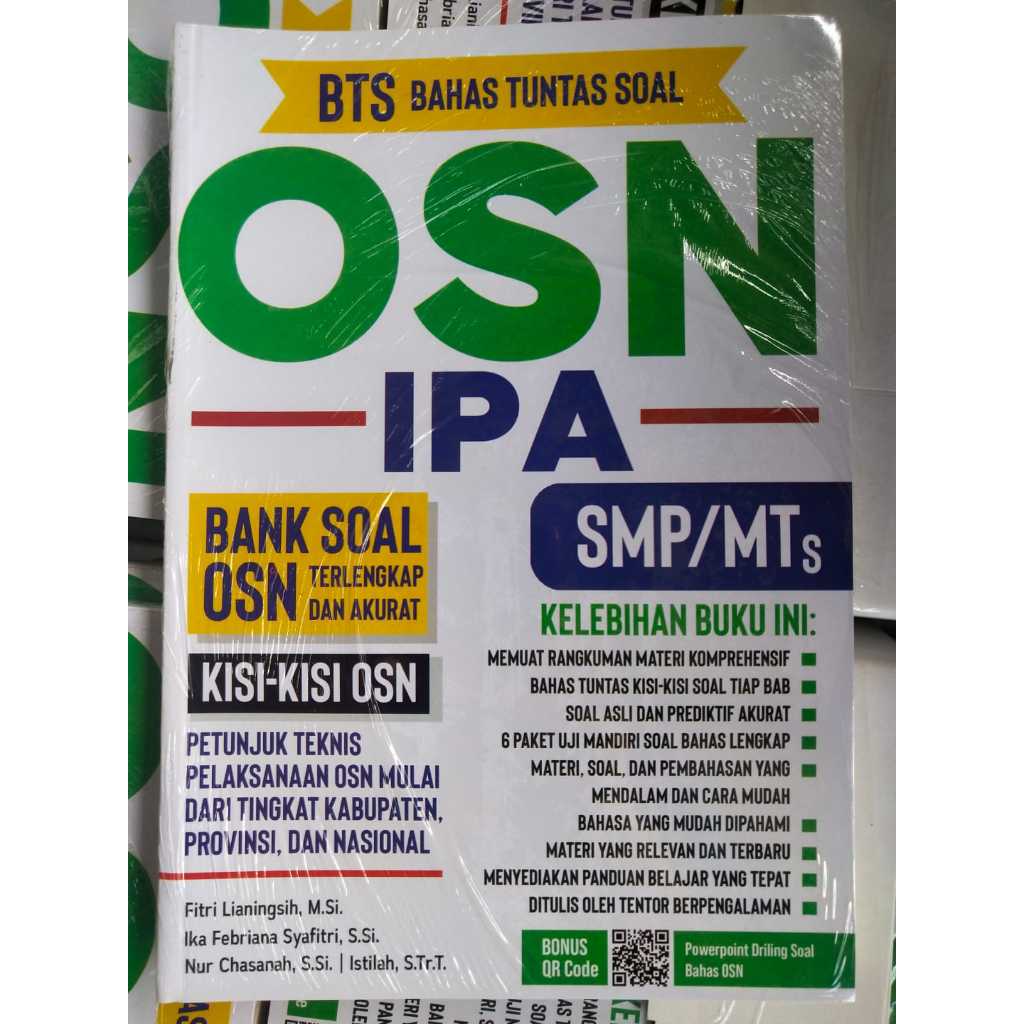 BTS BAHAS TUNTAS SOAL
OSN
IPA
BANK SOAL
OSN TERLENGKAP
DAN AKURAT
KISI-KISI OSN
PETUNJUK TEKNIS
PELAKSANAAN OSN MULAI
DARI TINGKAT KABUPATEN,
PROVINSI, DAN NASIONAL
Fitri Lianingsih, M.Si.
Ika Febriana Syafitri, S.Si.
Nur Chasanah, S.Si. | Istilah, S.Tr.T.
SMP/MTs
KELEBIHAN BUKU INI:
MEMUAT RANGKUMAN MATERI KOMPREHENSIF
BAHAS TUNTAS KISI-KISI SOAL TIAP BAB
SOAL ASLI DAN PREDIKTIF AKURAT
6 PAKET UJI MANDIRI SOAL BAHAS LENGKAP
MATERI, SOAL, DAN PEMBAHASAN YANG
MENDALAM DAN CARA MUDAH
BAHASA YANG MUDAH DIPAHAMI
MATERI YANG RELEVAN DAN TERBARU
MENYEDIAKAN PANDUAN BELAJAR YANG TEPAT
DITULIS OLEH TENTOR BERPENGALAMAN
BONUS
QR Code
Powerpoint Driling Soal
Bahas OSN